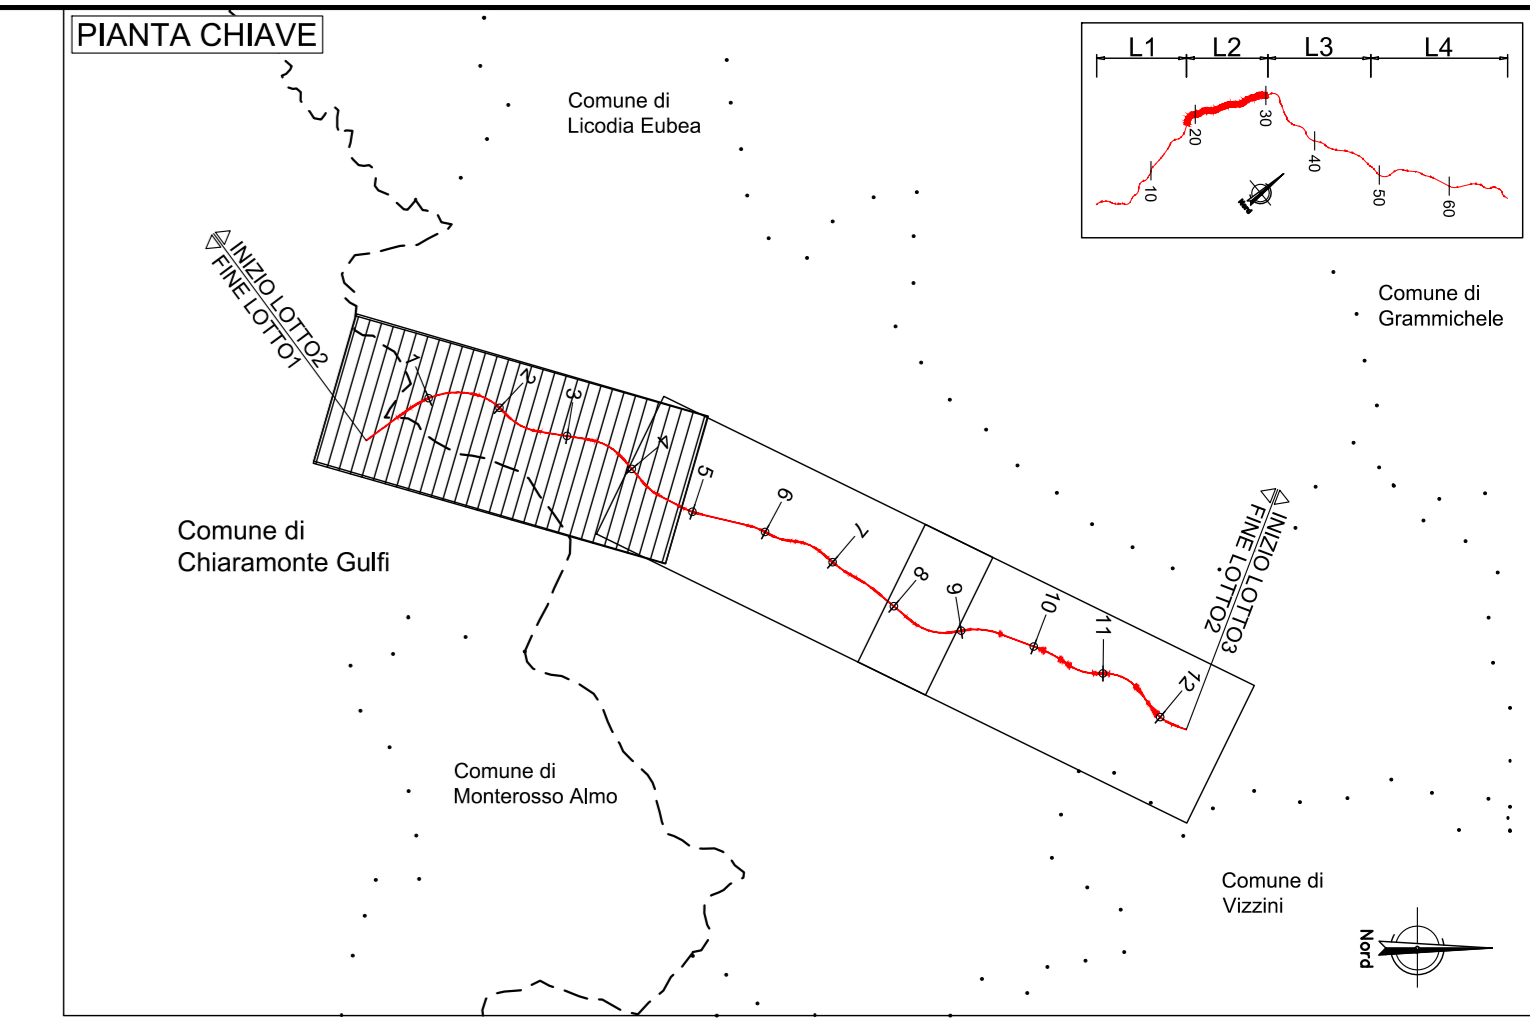 PIANTA CHIAVE
L1
L2
L3
L4
10
20
30
40
50
60
Nord
Comune di
Licodia Eubea
Comune di
Grammichele
INIZIO LOTTO2
FINE LOTTO1
1
2
3
4
5
6
7
8
9
10
11
12
INIZIO LOTTO3
FINE LOTTO2
Comune di
Chiaramonte Gulfi
Comune di
Monterosso Almo
Comune di
Vizzini
Nord